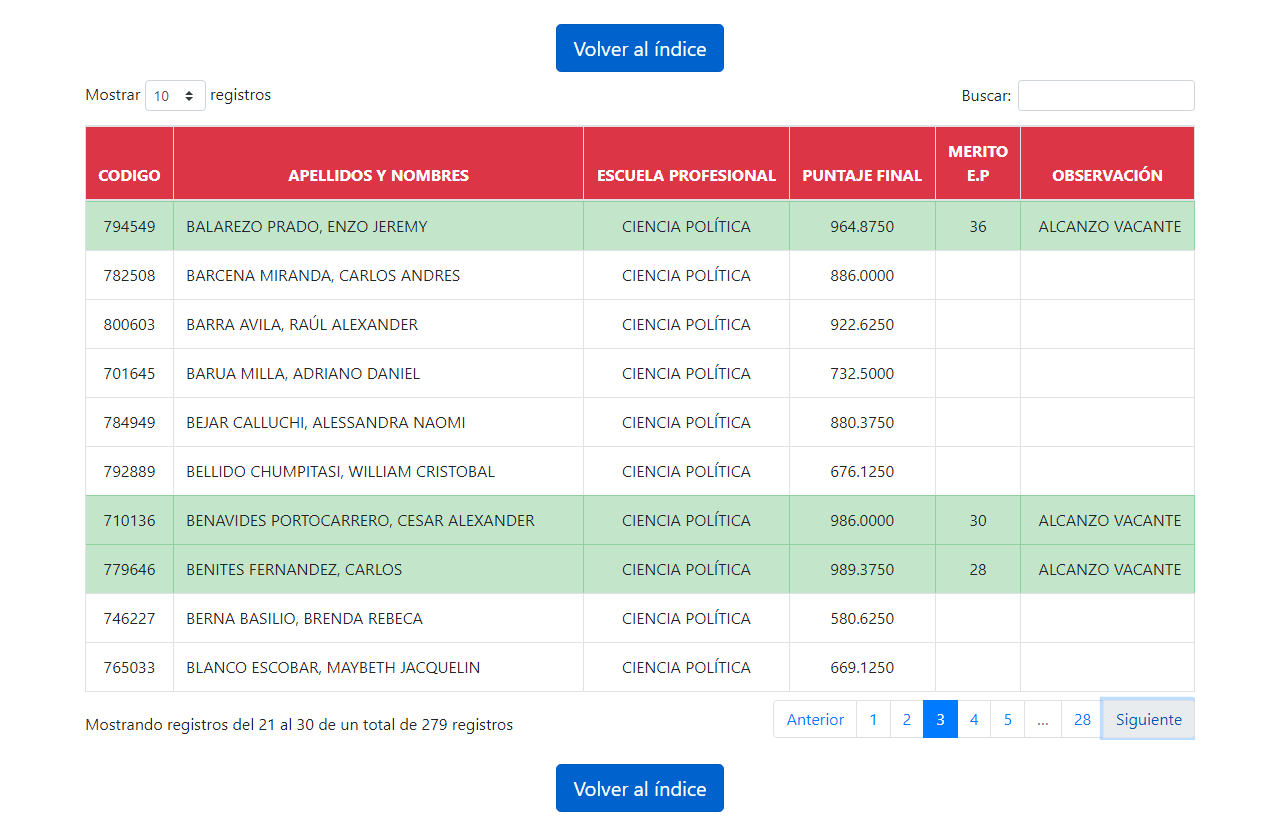 Volver al índice
Mostrar 10 registros Buscar:
CODIGO APELLIDOS Y NOMBRES ESCUELA PROFESIONAL PUNTAJE FINAL MERITO E.P OBSERVACIÓN
794549 BALAREZO PRADO, ENZO JEREMY CIENCIA POLÍTICA 964.8750 36 ALCANZO VACANTE
782508 BARCENA MIRANDA, CARLOS ANDRES CIENCIA POLÍTICA 886.0000
800603 BARRA AVILA, RAÚL ALEXANDER CIENCIA POLÍTICA 922.6250
701645 BARUA MILLA, ADRIANO DANIEL CIENCIA POLÍTICA 732.5000
784949 BEJAR CALLUCHI, ALESSANDRA NAOMI CIENCIA POLÍTICA 880.3750
792889 BELLIDO CHUMPITASI, WILLIAM CRISTOBAL CIENCIA POLÍTICA 676.1250
710136 BENAVIDES PORTOCARRERO, CESAR ALEXANDER CIENCIA POLÍTICA 986.0000 30 ALCANZO VACANTE
779646 BENITES FERNANDEZ, CARLOS CIENCIA POLÍTICA 989.3750 28 ALCANZO VACANTE
746227 BERNA BASILIO, BRENDA REBECA CIENCIA POLÍTICA 580.6250
765033 BLANCO ESCOBAR, MAYBETH JACQUELIN CIENCIA POLÍTICA 669.1250
Mostrando registros del 21 al 30 de un total de 279 registros Anterior 1 2 3 4 5 ... 28 Siguiente
Volver al índice